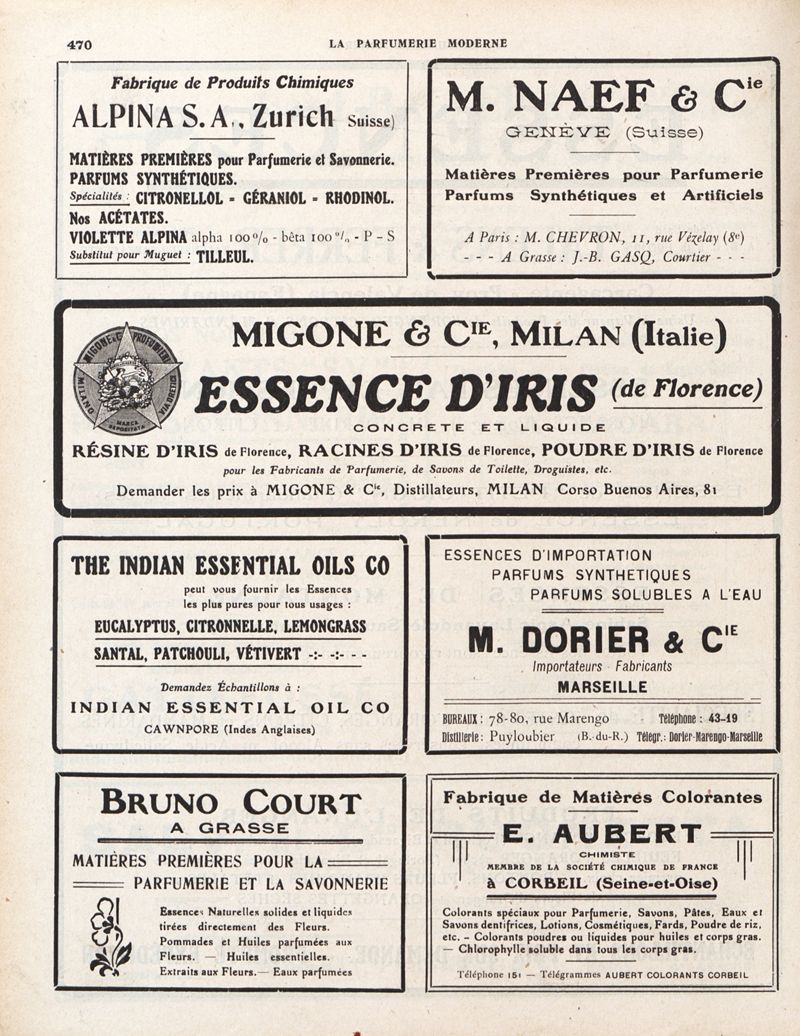 470
LA PARFUMERIE MODERNE
Fabrique de Produits Chimiques
ALPINA S. A., Zurich Suisse)
MATIÈRES PREMIÈRES pour Parfumerie et Savonnerie.
PARFUMS SYNTHÉTIQUES.
Spécialités : CITRONELLOL - GÉRANIOL - RHODINOL.
Nos ACÉTATES.
VIOLETTE ALPINA alpha 100 % - bêta 100 % - P - S
Substitut pour Muguet : TILLEUL.
M. NAEF & Cie
GENÈVE (Suisse)
Matières Premières pour Parfumerie
Parfums Synthétiques et Artificiels
A Paris : M. CHEVRON, 11, rue Vézelay (8e)
- - - A Grasse : J.-B. GASQ, Courtier - - -
MIGONE & C PROFUMIERI
MILANO
MARCA DEPOSITATA
MIGONE & CIE, MILAN (Italie)
ESSENCE D'IRIS (de Florence)
CONCRETE ET LIQUIDE
RÉSINE D'IRIS de Florence, RACINES D'IRIS de Florence, POUDRE D'IRIS de Florence
pour les Fabricants de Parfumerie, de Savons de Toilette, Droguistes, etc.
Demander les prix à MIGONE & Cie, Distillateurs, MILAN Corso Buenos Aires, 81
THE INDIAN ESSENTIAL OILS CO
peut vous fournir les Essences
les plus pures pour tous usages :
EUCALYPTUS, CITRONNELLE, LEMONGRASS
SANTAL, PATCHOULI, VÉTIVERT -:- -:- - -
Demandez Échantillons à :
INDIAN ESSENTIAL OIL CO
CAWNPORE (Indes Anglaises)
ESSENCES D'IMPORTATION
PARFUMS SYNTHETIQUES
PARFUMS SOLUBLES A L'EAU
M. DORIER & CIE
Importateurs - Fabricants
MARSEILLE
BUREAUX : 78-80, rue Marengo Téléphone : 43-19
Distillerie : Puyloubier (B.-du-R.) Télégr. : Dorier-Marengo-Marseille
BRUNO COURT
A GRASSE
MATIÈRES PREMIÈRES POUR LA
PARFUMERIE ET LA SAVONNERIE
Essences Naturelles solides et liquides
tirées directement des Fleurs.
Pommades et Huiles parfumées aux
Fleurs. — Huiles essentielles.
Extraits aux Fleurs. — Eaux parfumées
Fabrique de Matières Colorantes
E. AUBERT
CHIMISTE
MEMBRE DE LA SOCIÉTÉ CHIMIQUE DE FRANCE
à CORBEIL (Seine-et-Oise)
Colorants spéciaux pour Parfumerie, Savons, Pâtes, Eaux et
Savons dentifrices, Lotions, Cosmétiques, Fards, Poudre de riz,
etc. - Colorants poudres ou liquides pour huiles et corps gras.
— Chlorophylle soluble dans tous les corps gras.
Téléphone 151 — Télégrammes AUBERT COLORANTS CORBEIL